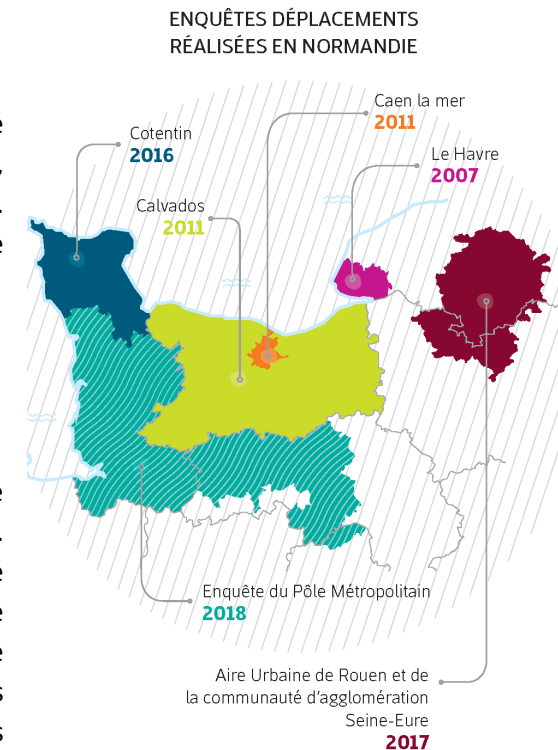 ENQUÊTES DÉPLACEMENTS
RÉALISÉES EN NORMANDIE
Caen la mer
2011
Cotentin
2016
Le Havre
2007
Calvados
2011
Enquête du Pôle Métropolitain
2018
Aire Urbaine de Rouen et de
la communauté d'agglomération
Seine-Eure
2017